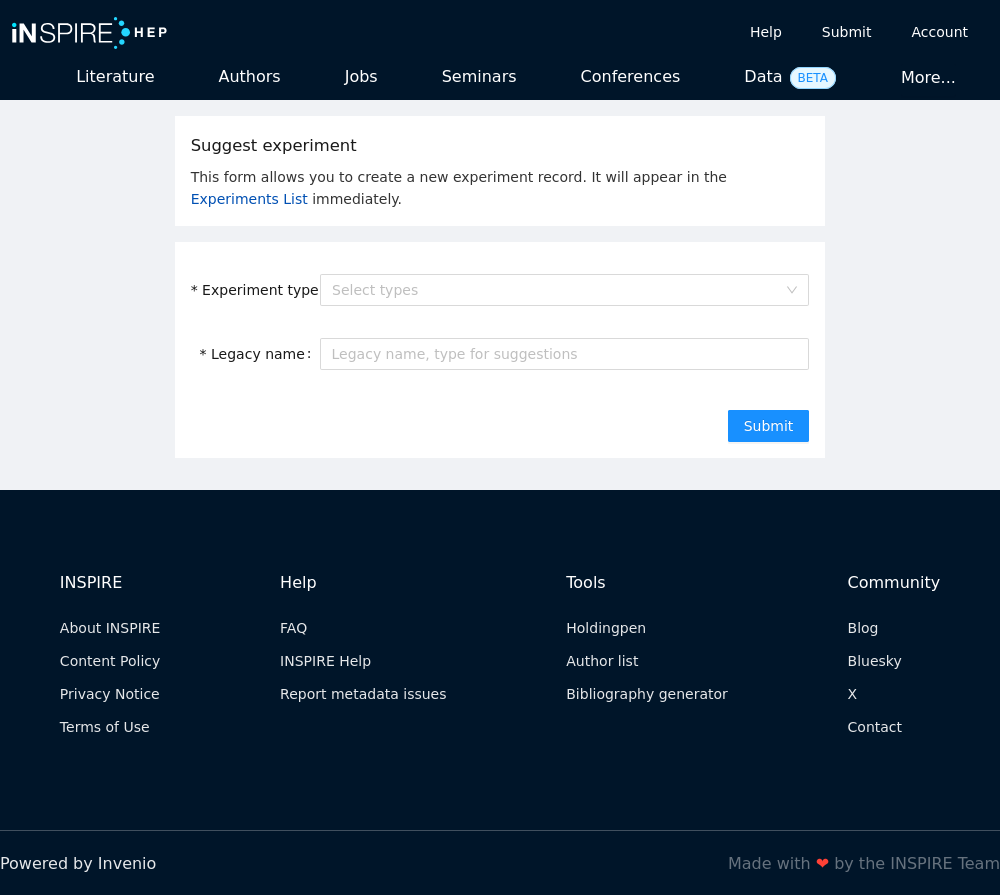 iNSPIRE HEP
Help Submit Account
Literature Authors Jobs Seminars Conferences Data BETA More...
Suggest experiment
This form allows you to create a new experiment record. It will appear in the
Experiments List immediately.
* Experiment type
Select types
* Legacy name:
Legacy name, type for suggestions
Submit
INSPIRE
About INSPIRE
Content Policy
Privacy Notice
Terms of Use
Help
FAQ
INSPIRE Help
Report metadata issues
Tools
Holdingpen
Author list
Bibliography generator
Community
Blog
Bluesky
X
Contact
Powered by Invenio
Made with ❤ by the INSPIRE Team